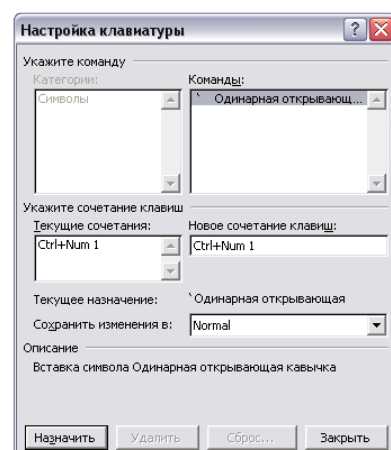 Настройка клавиатуры
Укажите команду
Категории:
Команды:
Символы
` Одинарная открывающ...
Укажите сочетание клавиш
Текущие сочетания:
Новое сочетание клавиш:
Ctrl+Num 1
Ctrl+Num 1
Текущее назначение:
`Одинарная открывающая
Сохранить изменения в:
Normal
Описание
Вставка символа Одинарная открывающая кавычка
Назначить
Удалить
Сброс...
Закрыть